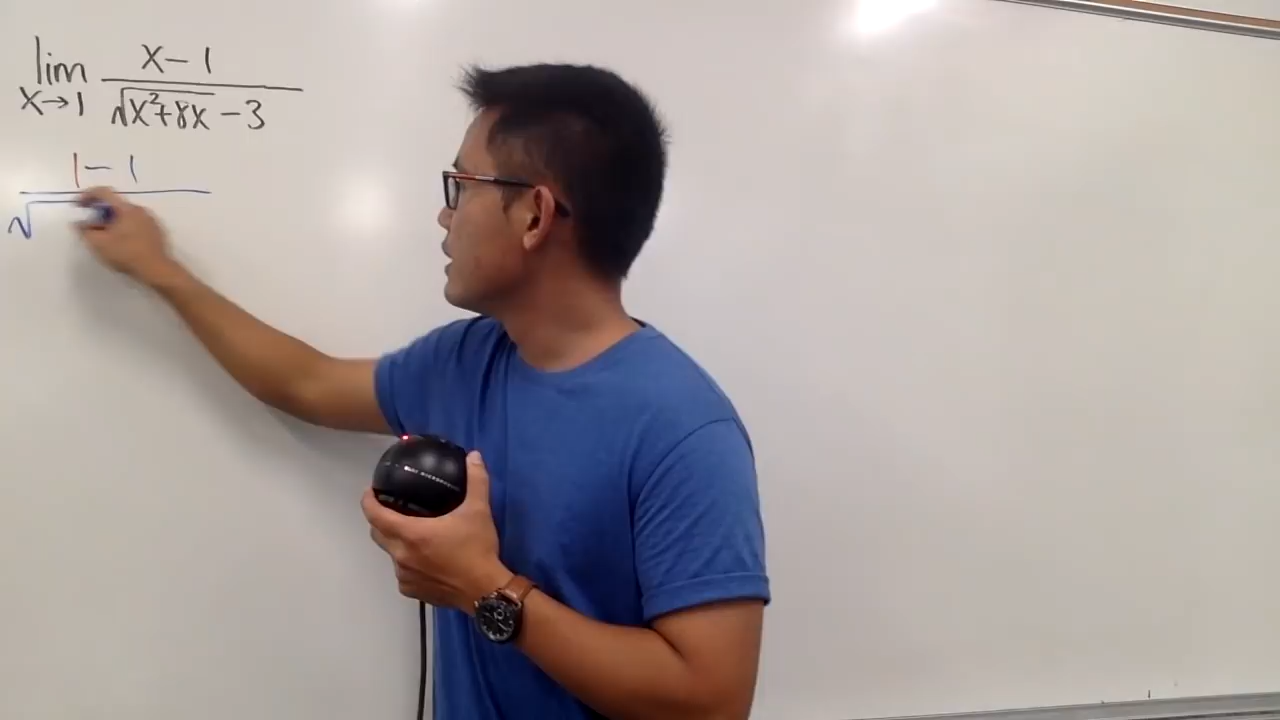 lim x→1 (x-1)/(√(x²+8x) - 3)
1 - 1
√